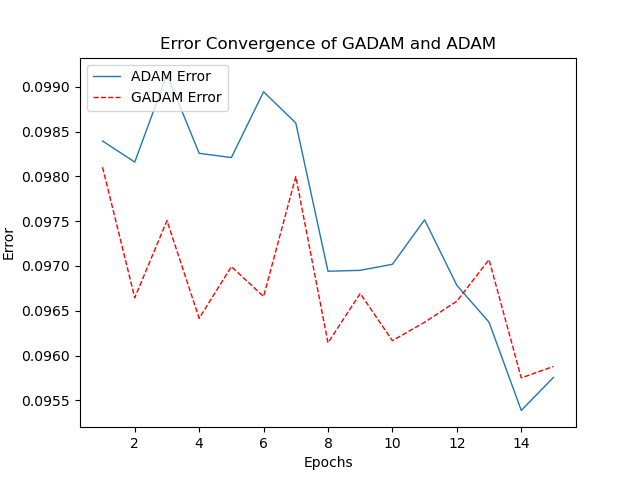 Error Convergence of GADAM and ADAM
ADAM Error
GADAM Error
0.0990
0.0985
0.0980
0.0975
0.0970
0.0965
0.0960
0.0955
Error
2 4 6 8 10 12 14
Epochs